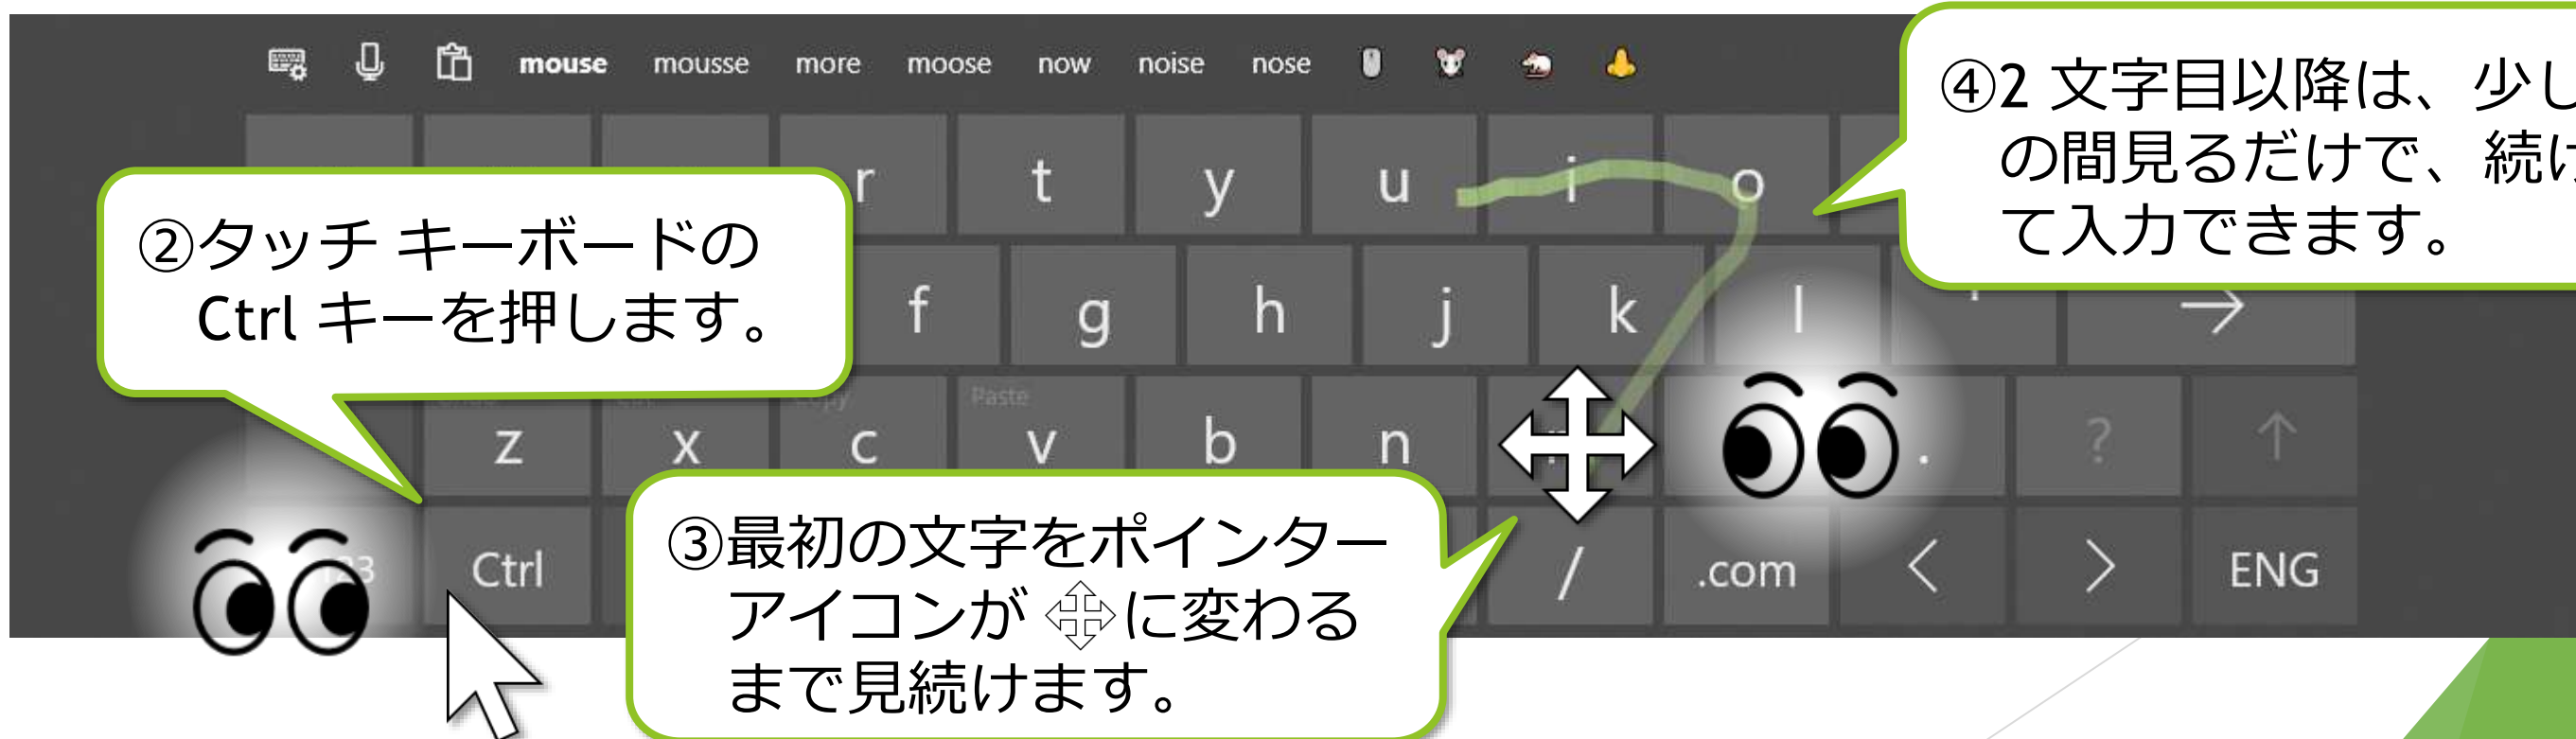 mouse mousse more moose now noise nose
④2 文字目以降は、少し
の間見るだけで、続け
て入力できます。
r t y u i o
②タッチ キーボードの
Ctrl キーを押します。
f g h j k l
Paste
z x c v b n . ?
123 Ctrl / .com < > ENG
③最初の文字をポインター
アイコンが に変わる
まで見続けます。